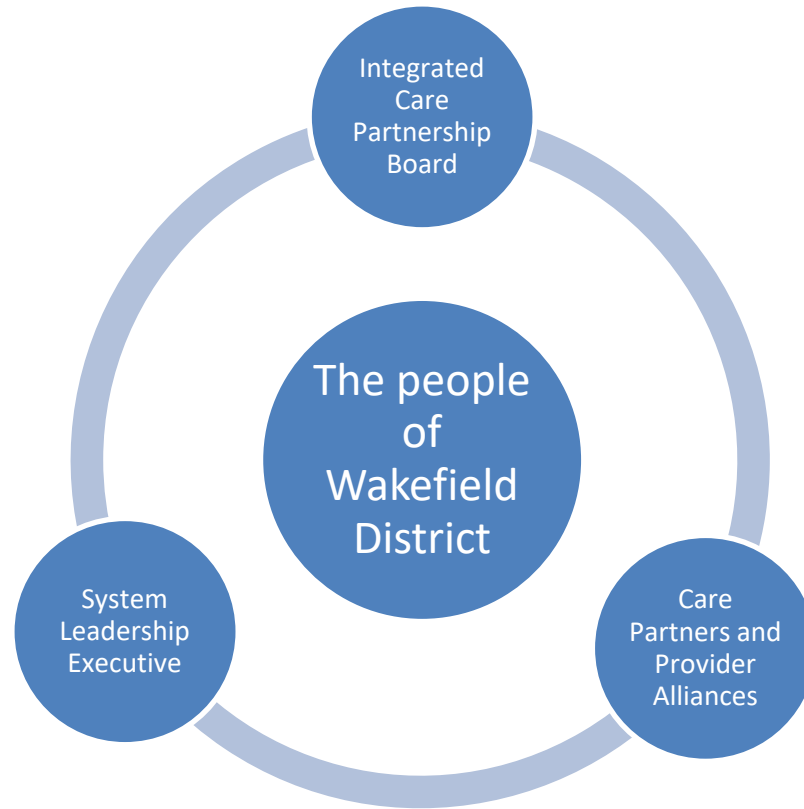 Integrated
Care
Partnership
Board
The people
of
Wakefield
District
System
Leadership
Executive
Care
Partners and
Provider
Alliances